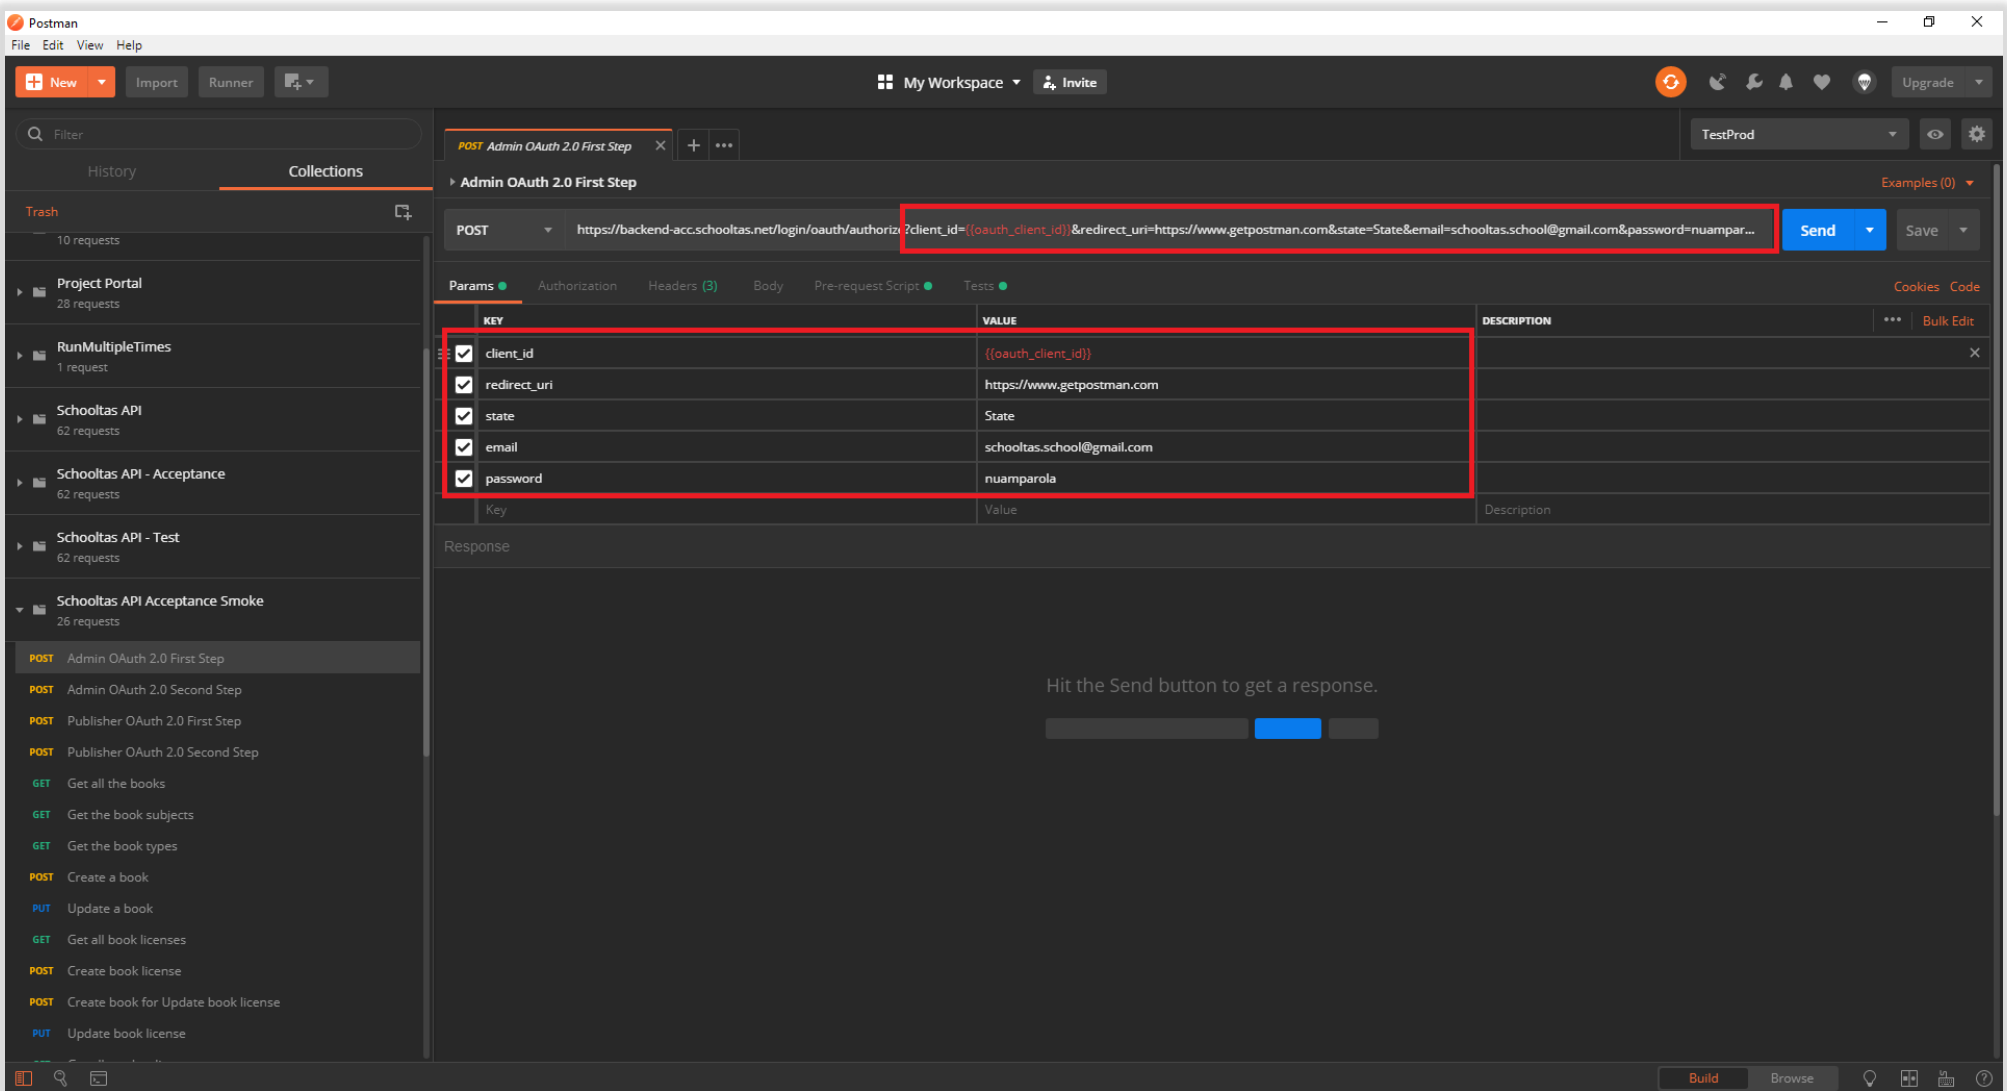 Postman
File Edit View Help
New Import Runner My Workspace Invite Upgrade
Filter
History Collections
Trash
10 requests
Project Portal
28 requests
RunMultipleTimes
1 request
Schooltas API
62 requests
Schooltas API - Acceptance
62 requests
Schooltas API - Test
62 requests
Schooltas API Acceptance Smoke
26 requests
POST Admin OAuth 2.0 First Step
POST Admin OAuth 2.0 Second Step
POST Publisher OAuth 2.0 First Step
POST Publisher OAuth 2.0 Second Step
GET Get all the books
GET Get the book subjects
GET Get the book types
POST Create a book
PUT Update a book
GET Get all book licenses
POST Create book license
POST Create book for Update book license
PUT Update book license
POST Admin OAuth 2.0 First Step
TestProd
Admin OAuth 2.0 First Step
Examples (0)
POST https://backend-acc.schooltas.net/login/oauth/authorize?client_id={{oauth_client_id}}&redirect_uri=https://www.getpostman.com&state=State&email=schooltas.school@gmail.com&password=nuampar...
Send Save
Params Authorization Headers (3) Body Pre-request Script Tests
Cookies Code
KEY VALUE DESCRIPTION
Bulk Edit
client_id {{oauth_client_id}}
redirect_uri https://www.getpostman.com
state State
email schooltas.school@gmail.com
password nuamparola
Key Value Description
Response
Hit the Send button to get a response.
Build Browse